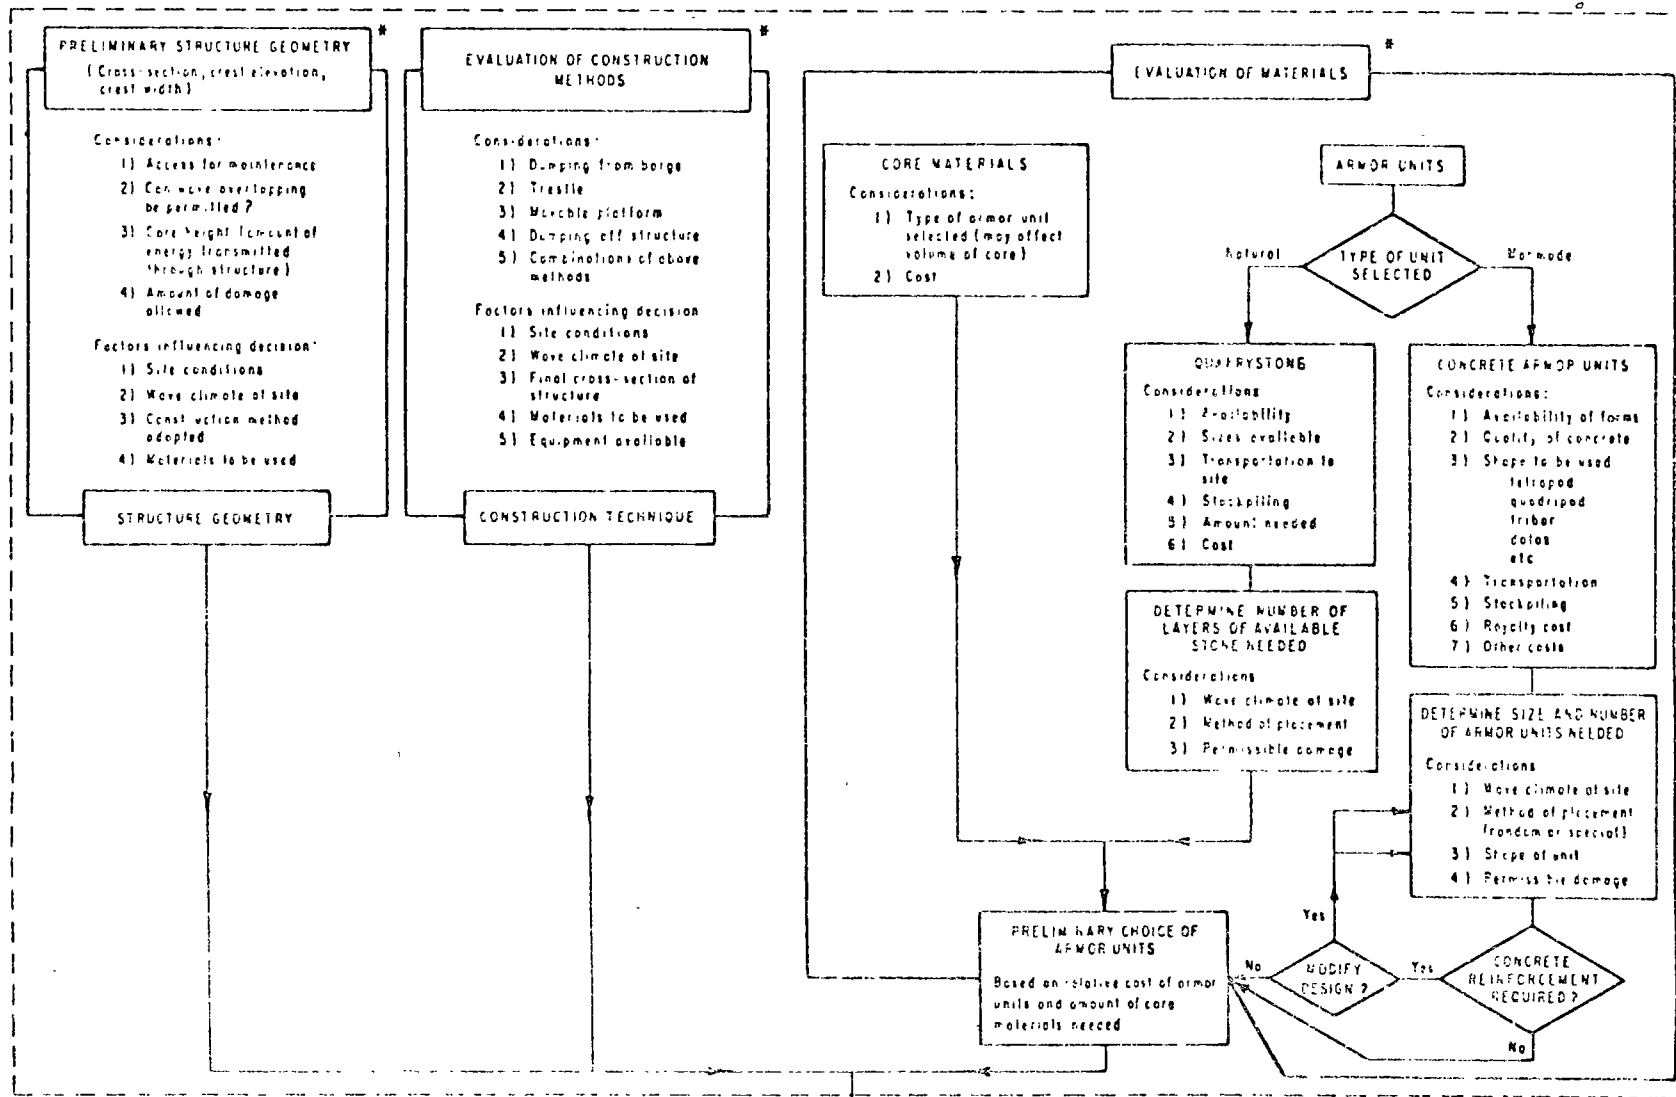 PRELIMINARY STRUCTURE GEOMETRY
(Cross-section, crest elevation,
crest width)
*
Considerations:
1) Access for maintenance
2) Can wave overtopping
be permitted?
3) Core height (amount of
energy transmitted
through structure)
4) Amount of damage
allowed
Factors influencing decision:
1) Site conditions
2) Wave climate of site
3) Construction method
adopted
4) Materials to be used
STRUCTURE GEOMETRY
EVALUATION OF CONSTRUCTION
METHODS
*
Considerations:
1) Dumping from barge
2) Trestle
3) Movable platform
4) Dumping off structure
5) Combinations of above
methods
Factors influencing decision
1) Site conditions
2) Wave climate of site
3) Final cross-section of
structure
4) Materials to be used
5) Equipment available
CONSTRUCTION TECHNIQUE
EVALUATION OF MATERIALS
*
CORE MATERIALS
Considerations:
1) Type of armor unit
selected (may affect
volume of core)
2) Cost
ARMOR UNITS
TYPE OF UNIT
SELECTED
Natural
Manmade
QUARRYSTONE
Considerations
1) Availability
2) Sizes available
3) Transportation to
site
4) Stockpiling
5) Amount needed
6) Cost
DETERMINE NUMBER OF
LAYERS OF AVAILABLE
STONE NEEDED
Considerations
1) Wave climate of site
2) Method of placement
3) Permissible damage
CONCRETE ARMOR UNITS
Considerations:
1) Availability of forms
2) Quality of concrete
3) Shape to be used
tetrapod
quadripod
tribar
dolos
etc
4) Transportation
5) Stockpiling
6) Royalty cost
7) Other costs
DETERMINE SIZE AND NUMBER
OF ARMOR UNITS NEEDED
Considerations
1) Wave climate of site
2) Method of placement
(random or special)
3) Shape of unit
4) Permissible damage
CONCRETE
REINFORCEMENT
REQUIRED?
Yes
No
MODIFY
DESIGN?
Yes
No
PRELIMINARY CHOICE OF
ARMOR UNITS
Based on relative cost of armor
units and amount of core
materials needed